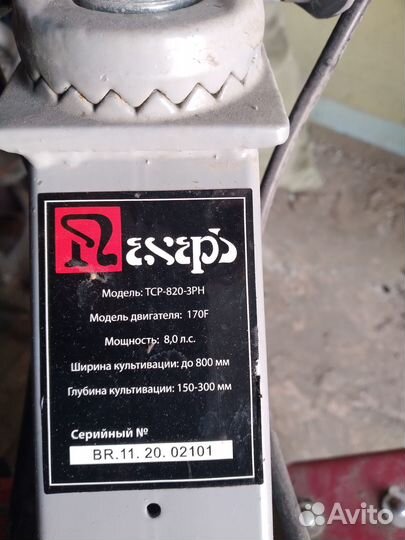 Пехеръ
Модель: TCP-820-3PH
Модель двигателя: 170F
Мощность: 8,0 л.с.
Ширина культивации: до 800 мм
Глубина культивации: 150-300 мм
Серийный №
BR.11. 20. 02101
Avito